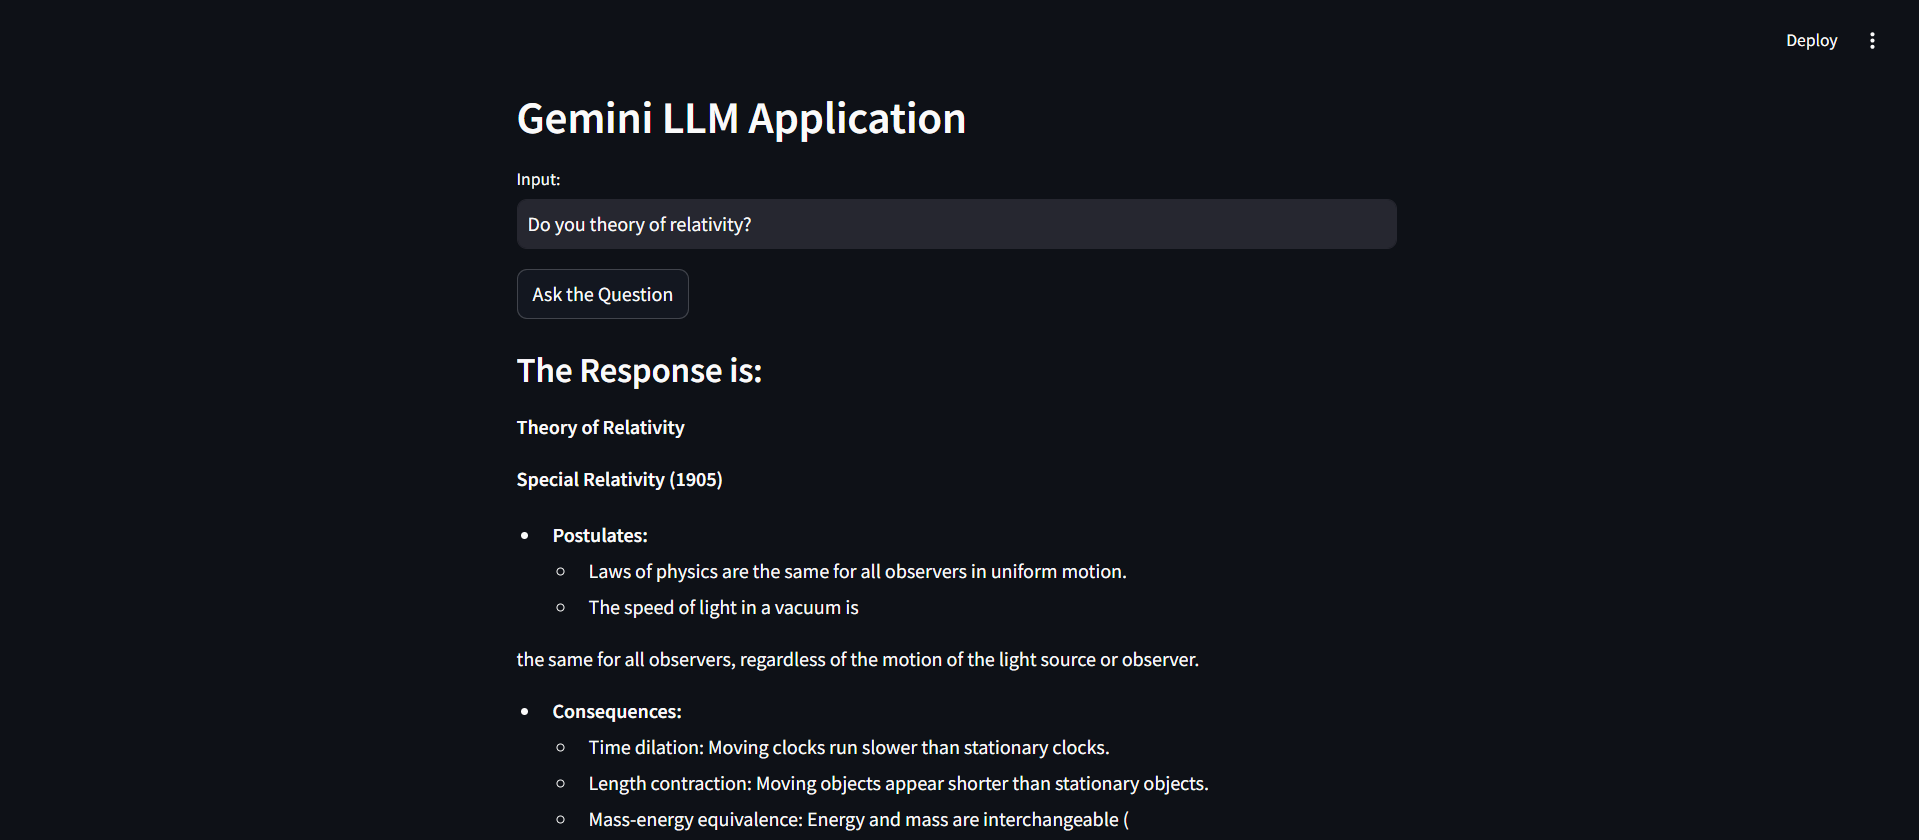 Deploy
Gemini LLM Application
Input:
Do you theory of relativity?
Ask the Question
The Response is:
Theory of Relativity
Special Relativity (1905)
Postulates:
Laws of physics are the same for all observers in uniform motion.
The speed of light in a vacuum is
the same for all observers, regardless of the motion of the light source or observer.
Consequences:
Time dilation: Moving clocks run slower than stationary clocks.
Length contraction: Moving objects appear shorter than stationary objects.
Mass-energy equivalence: Energy and mass are interchangeable (